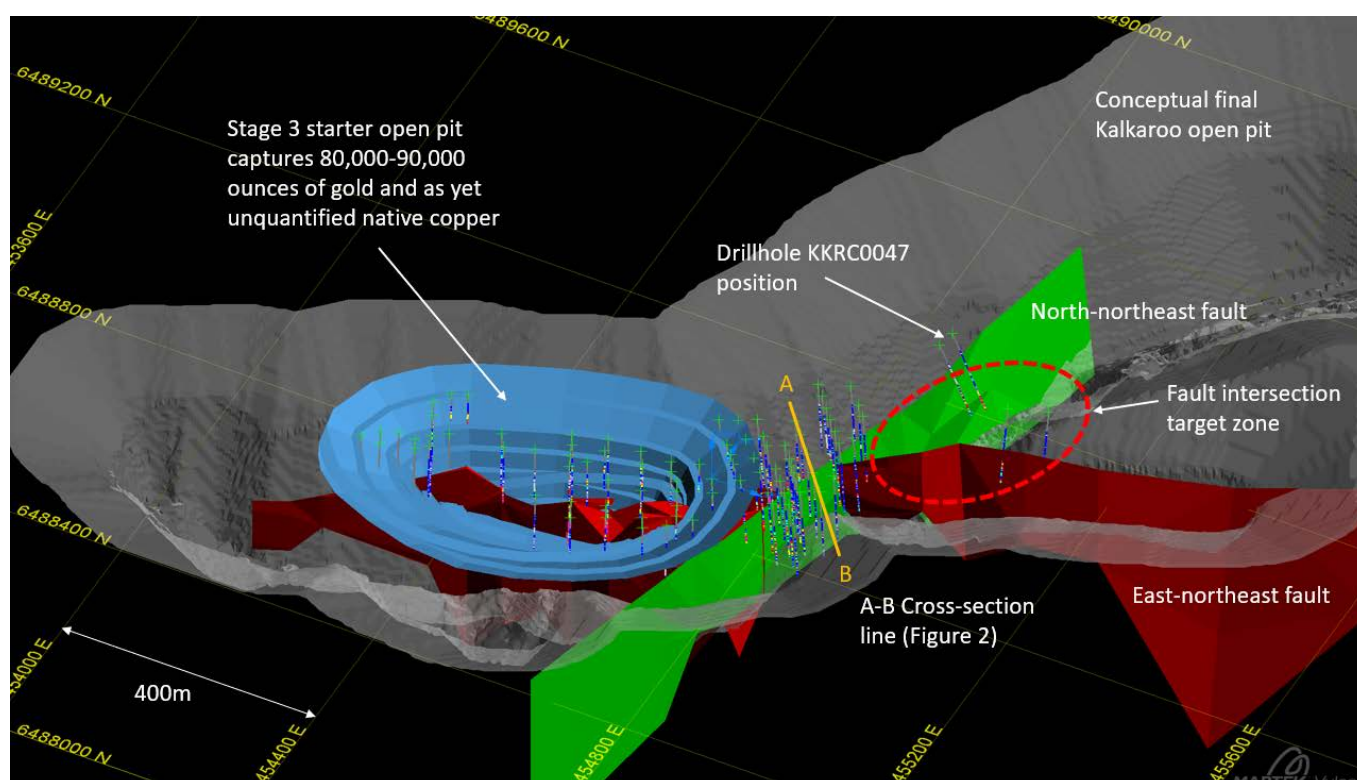 6489600 N
6490000 N
6489200 N
Conceptual final
Kalkaroo open pit
Stage 3 starter open pit
captures 80,000-90,000
ounces of gold and as yet
unquantified native copper
453600 E
Drillhole KKRC0047
position
6488800 N
North-northeast fault
A
Fault intersection
target zone
6488400 N
B
East-northeast fault
A-B Cross-section
line (Figure 2)
454000 E
400m
6488000 N
454400 E
454800 E
455200 E
455600 E